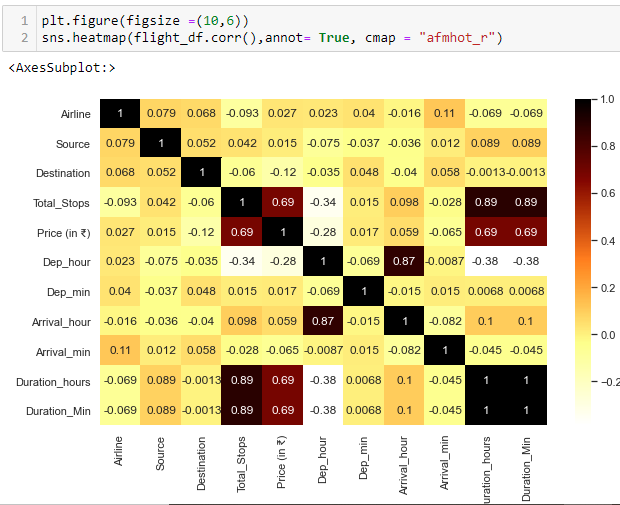 1 plt.figure(figsize =(10,6))
2 sns.heatmap(flight_df.corr(),annot= True, cmap = "afmhot_r")
<AxesSubplot:>
Airline 1 0.079 0.068 -0.093 0.027 0.023 0.04 -0.016 0.11 -0.069 -0.069
Source 0.079 1 0.052 0.042 0.015 -0.075 -0.037 -0.036 0.012 0.089 0.089
Destination 0.068 0.052 1 -0.06 -0.12 -0.035 0.048 -0.04 0.058 -0.0013 -0.0013
Total_Stops -0.093 0.042 -0.06 1 0.69 -0.34 0.015 0.098 -0.028 0.89 0.89
Price (in ₹) 0.027 0.015 -0.12 0.69 1 -0.28 0.017 0.059 -0.065 0.69 0.69
Dep_hour 0.023 -0.075 -0.035 -0.34 -0.28 1 -0.069 0.87 -0.0087 -0.38 -0.38
Dep_min 0.04 -0.037 0.048 0.015 0.017 -0.069 1 -0.015 0.015 0.0068 0.0068
Arrival_hour -0.016 -0.036 -0.04 0.098 0.059 0.87 -0.015 1 -0.082 0.1 0.1
Arrival_min 0.11 0.012 0.058 -0.028 -0.065 -0.0087 0.015 -0.082 1 -0.045 -0.045
Duration_hours -0.069 0.089 -0.0013 0.89 0.69 -0.38 0.0068 0.1 -0.045 1 1
Duration_Min -0.069 0.089 -0.0013 0.89 0.69 -0.38 0.0068 0.1 -0.045 1 1
Airline Source Destination Total_Stops Price (in ₹) Dep_hour Dep_min Arrival_hour Arrival_min uration_hours Duration_Min
1.0
0.8
0.6
0.4
0.2
0.0
-0.2